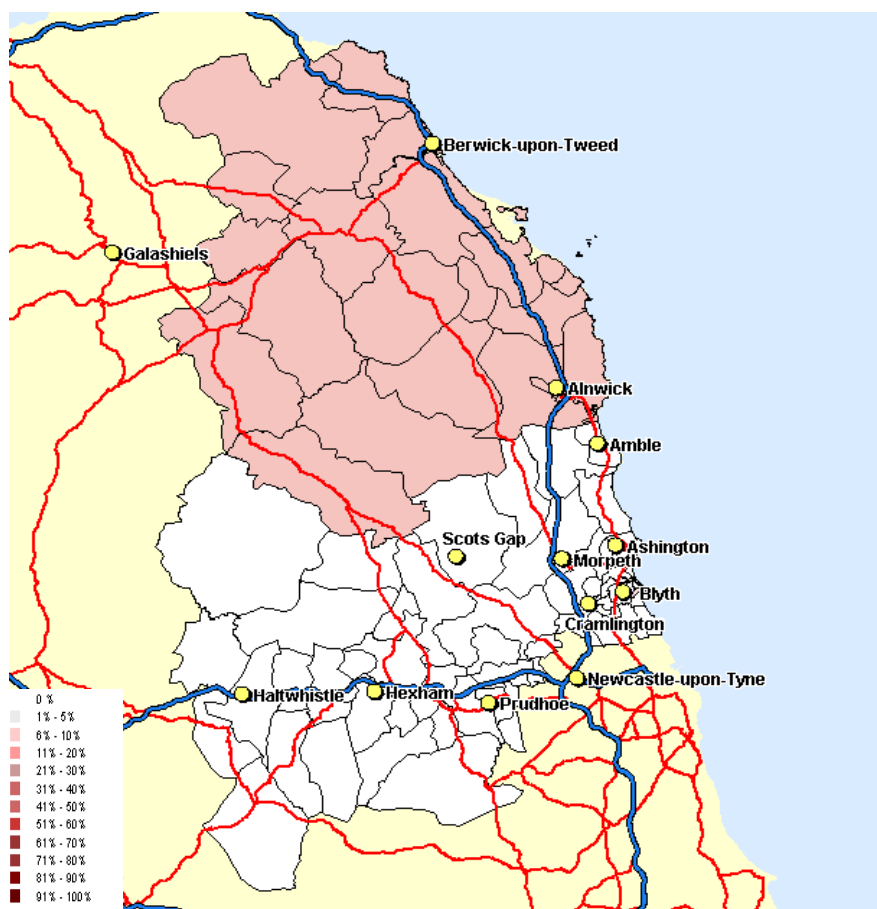 Berwick-upon-Tweed
Galashiels
Alnwick
Amble
Scots Gap
Ashington
Morpeth
Blyth
Cramlington
Newcastle-upon-Tyne
Haltwhistle
Hexham
Prudhoe
0 %
1% - 5%
6% - 10%
11% - 20%
21% - 30%
31% - 40%
41% - 50%
51% - 60%
61% - 70%
71% - 80%
81% - 90%
91% - 100%